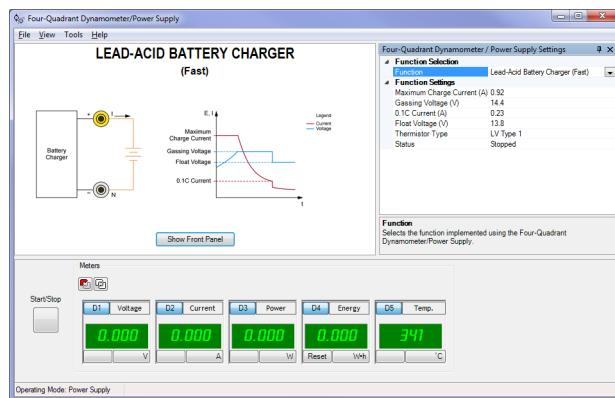 Four-Quadrant Dynamometer/Power Supply
File View Tools Help
LEAD-ACID BATTERY CHARGER
(Fast)
Battery
Charger
+
I
-
N
E, I
Maximum
Charge Current
Gassing Voltage
Float Voltage
0.1C Current
t
Legend
Current
Voltage
Show Front Panel
Four-Quadrant Dynamometer / Power Supply Settings
Function Selection
Function Lead-Acid Battery Charger (Fast)
Function Settings
Maximum Charge Current (A) 0.92
Gassing Voltage (V) 14.4
0.1C Current (A) 0.23
Float Voltage (V) 13.8
Thermistor Type LV Type 1
Status Stopped
Function
Selects the function implemented using the Four-Quadrant
Dynamometer/Power Supply.
Meters
Start/Stop
D1 Voltage D2 Current D3 Power D4 Energy D5 Temp.
0.000 0.000 0.000 0.000 341
V A W Reset W•h °C
Operating Mode: Power Supply